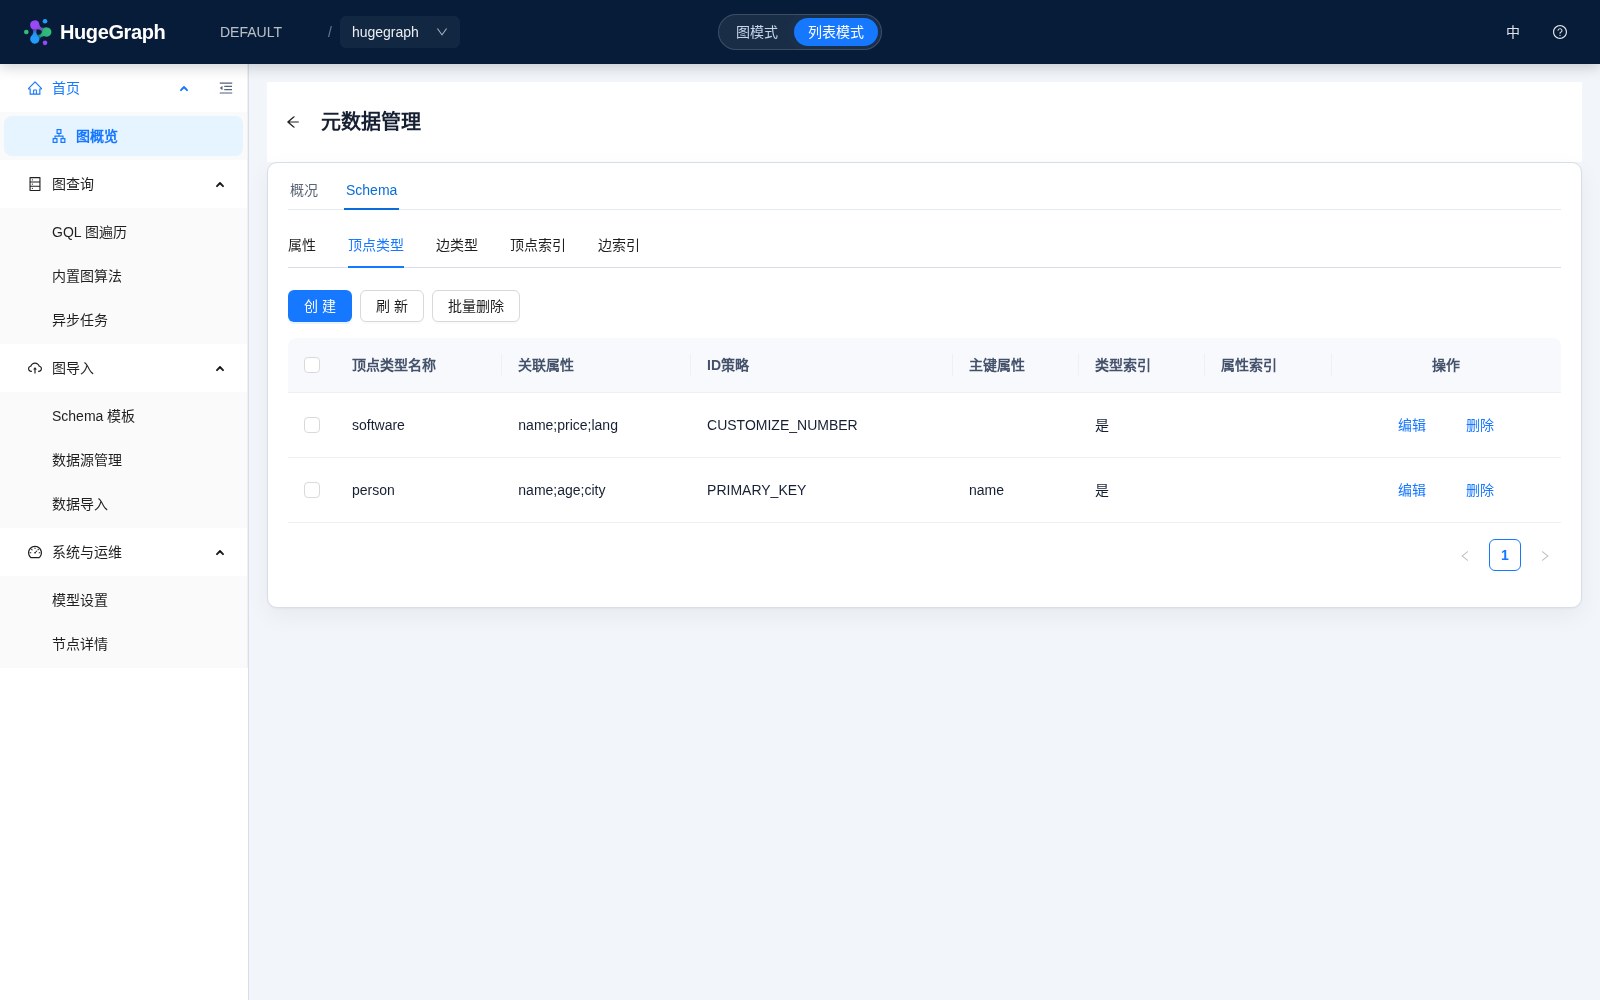 HugeGraph
DEFAULT / hugegraph
图模式 列表模式
中
首页
图概览
图查询
GQL 图遍历
内置图算法
异步任务
图导入
Schema 模板
数据源管理
数据导入
系统与运维
模型设置
节点详情
元数据管理
概况 Schema
属性 顶点类型 边类型 顶点索引 边索引
创 建 刷 新 批量删除
顶点类型名称 关联属性 ID策略 主键属性 类型索引 属性索引 操作
software name;price;lang CUSTOMIZE_NUMBER 是 编辑 删除
person name;age;city PRIMARY_KEY name 是 编辑 删除
1